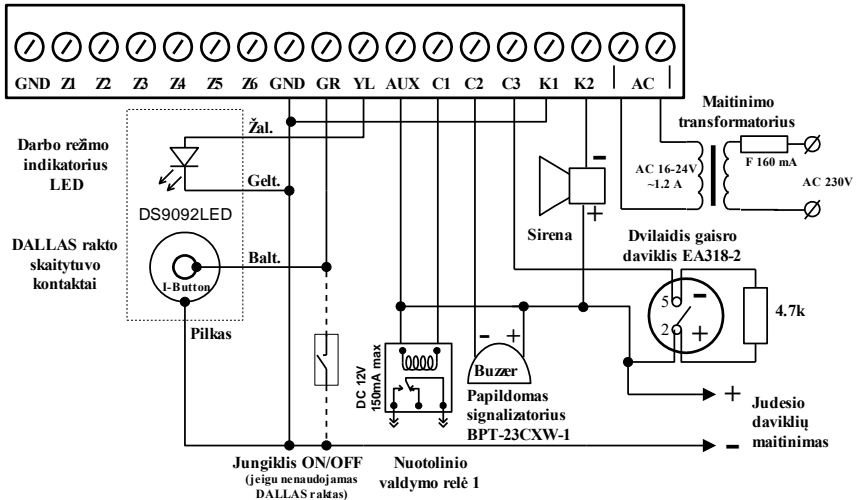 GND Z1 Z2 Z3 Z4 Z5 Z6 GND GR YL AUX C1 C2 C3 K1 K2 AC
Darbo režimo
indikatorius
LED
Žal.
Gelt.
DS9092LED
DALLAS rakto
skaitytuvo
kontaktai
I-Button
Balt.
Pilkas
Jungiklis ON/OFF
(jeigu nenaudojamas
DALLAS raktas)
DC 12V
150mA max
Nuotolinio
valdymo relė 1
- +
Buzzer
Papildomas
signalizatorius
BPT-23CXW-1
-
+
Sirena
Maitinimo
transformatorius
AC 16-24V
~1.2 A
F 160 mA
AC 230V
Dvilaidis gaisro
daviklis EA318-2
5 -
2 +
4.7k
+
-
Judesio
daviklių
maitinimas